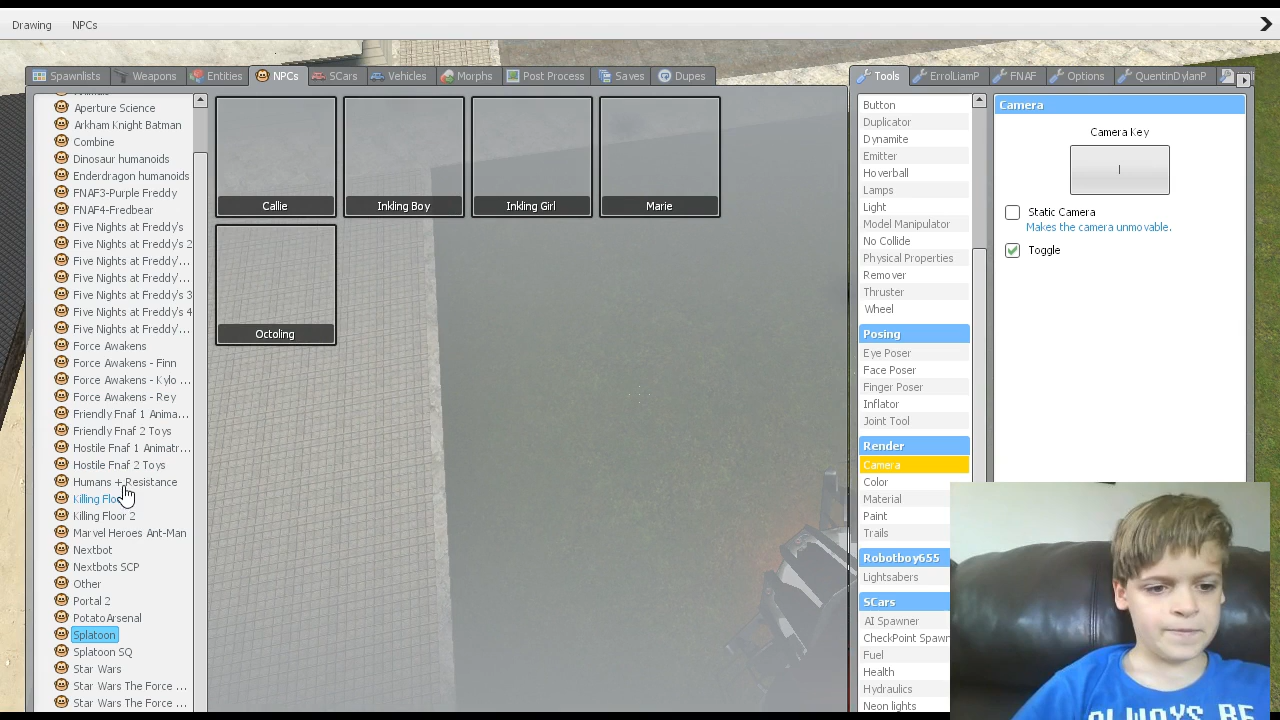 Drawing NPCs
Spawnlists Weapons Entities NPCs SCars Vehicles Morphs Post Process Saves Dupes
Tools ErrolLiamP FNAF Options QuentinDylanP
Aperture Science
Arkham Knight Batman
Combine
Dinosaur humanoids
Enderdragon humanoids
FNAF3-Purple Freddy
FNAF4-Fredbear
Five Nights at Freddy's
Five Nights at Freddy's 2
Five Nights at Freddy'...
Five Nights at Freddy'...
Five Nights at Freddy's 3
Five Nights at Freddy's 4
Five Nights at Freddy'...
Force Awakens
Force Awakens - Finn
Force Awakens - Kylo ...
Force Awakens - Rey
Friendly Fnaf 1 Anima...
Friendly Fnaf 2 Toys
Hostile Fnaf 1 Animatr...
Hostile Fnaf 2 Toys
Humans + Resistance
Killing Floor
Killing Floor 2
Marvel Heroes Ant-Man
Nextbot
Nextbots SCP
Other
Portal 2
PotatoArsenal
Splatoon
Splatoon SQ
Star Wars
Star Wars The Force ...
Star Wars The Force ...
Callie Inkling Boy Inkling Girl Marie
Octoling
Button
Duplicator
Dynamite
Emitter
Hoverball
Lamps
Light
Model Manipulator
No Collide
Physical Properties
Remover
Thruster
Wheel
Posing
Eye Poser
Face Poser
Finger Poser
Inflator
Joint Tool
Render
Camera
Color
Material
Paint
Trails
Robotboy655
Lightsabers
SCars
AI Spawner
CheckPoint Spawn
Fuel
Health
Hydraulics
Neon lights
Camera
Camera Key
I
Static Camera
Makes the camera unmovable.
Toggle
ALWAYS BE